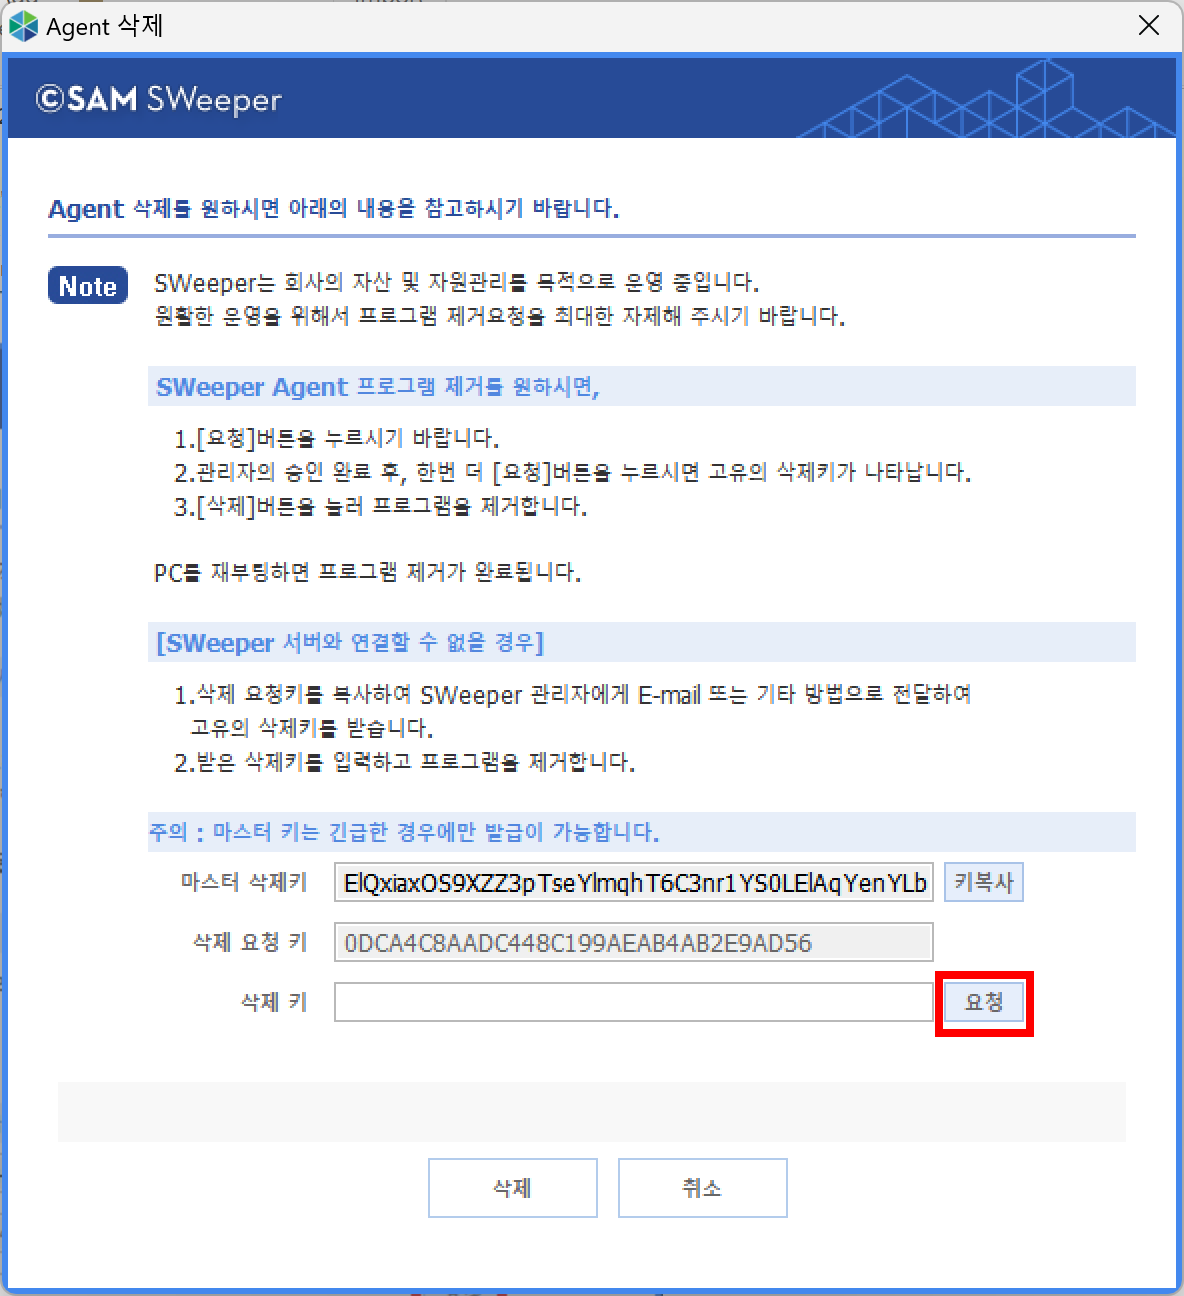 Agent 삭제
©SAM SWeeper
Agent 삭제를 원하시면 아래의 내용을 참고하시기 바랍니다.
Note
SWeeper는 회사의 자산 및 자원관리를 목적으로 운영 중입니다.
원활한 운영을 위해서 프로그램 제거요청을 최대한 자제해 주시기 바랍니다.
SWeeper Agent 프로그램 제거를 원하시면,
1.[요청]버튼을 누르시기 바랍니다.
2.관리자의 승인 완료 후, 한번 더 [요청]버튼을 누르시면 고유의 삭제키가 나타납니다.
3.[삭제]버튼을 눌러 프로그램을 제거합니다.
PC를 재부팅하면 프로그램 제거가 완료됩니다.
[SWeeper 서버와 연결할 수 없을 경우]
1.삭제 요청키를 복사하여 SWeeper 관리자에게 E-mail 또는 기타 방법으로 전달하여
고유의 삭제키를 받습니다.
2.받은 삭제키를 입력하고 프로그램을 제거합니다.
주의 : 마스터 키는 긴급한 경우에만 발급이 가능합니다.
마스터 삭제키 ElQxiaxOS9XZZ3pTseYlmqhT6C3nr1YS0LElAqYenYLb 키복사
삭제 요청 키 0DCA4C8AADC448C199AEAB4AB2E9AD56
삭제 키 요청
삭제 취소